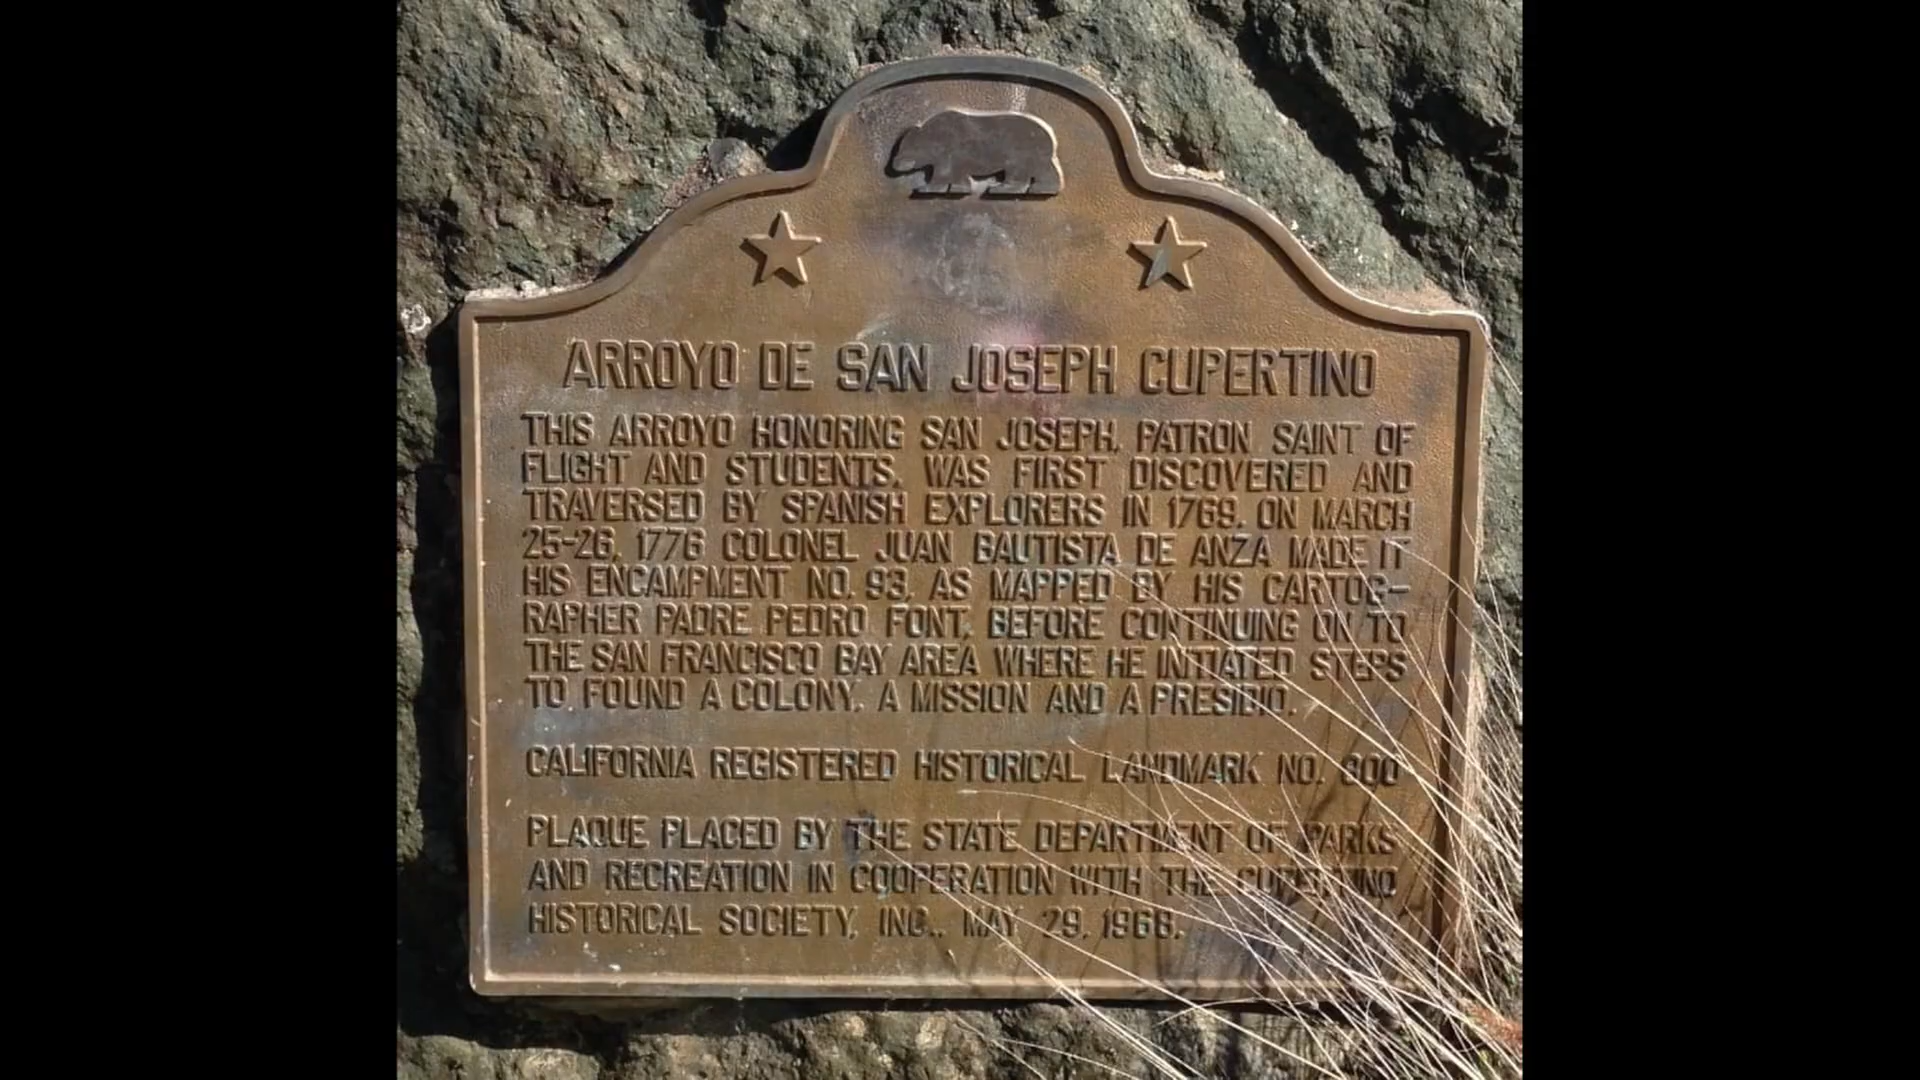 ARROYO DE SAN JOSEPH CUPERTINO
THIS ARROYO HONORING SAN JOSEPH, PATRON SAINT OF
FLIGHT AND STUDENTS, WAS FIRST DISCOVERED AND
TRAVERSED BY SPANISH EXPLORERS IN 1769. ON MARCH
25-26, 1776 COLONEL JUAN BAUTISTA DE ANZA MADE IT
HIS ENCAMPMENT NO. 93, AS MAPPED BY HIS CARTOG-
RAPHER PADRE PEDRO FONT, BEFORE CONTINUING ON TO
THE SAN FRANCISCO BAY AREA WHERE HE INITIATED STEPS
TO FOUND A COLONY, A MISSION AND A PRESIDIO.
CALIFORNIA REGISTERED HISTORICAL LANDMARK NO. 800
PLAQUE PLACED BY THE STATE DEPARTMENT OF PARKS
AND RECREATION IN COOPERATION WITH THE CUPERTINO
HISTORICAL SOCIETY, INC., MAY 29, 1968.